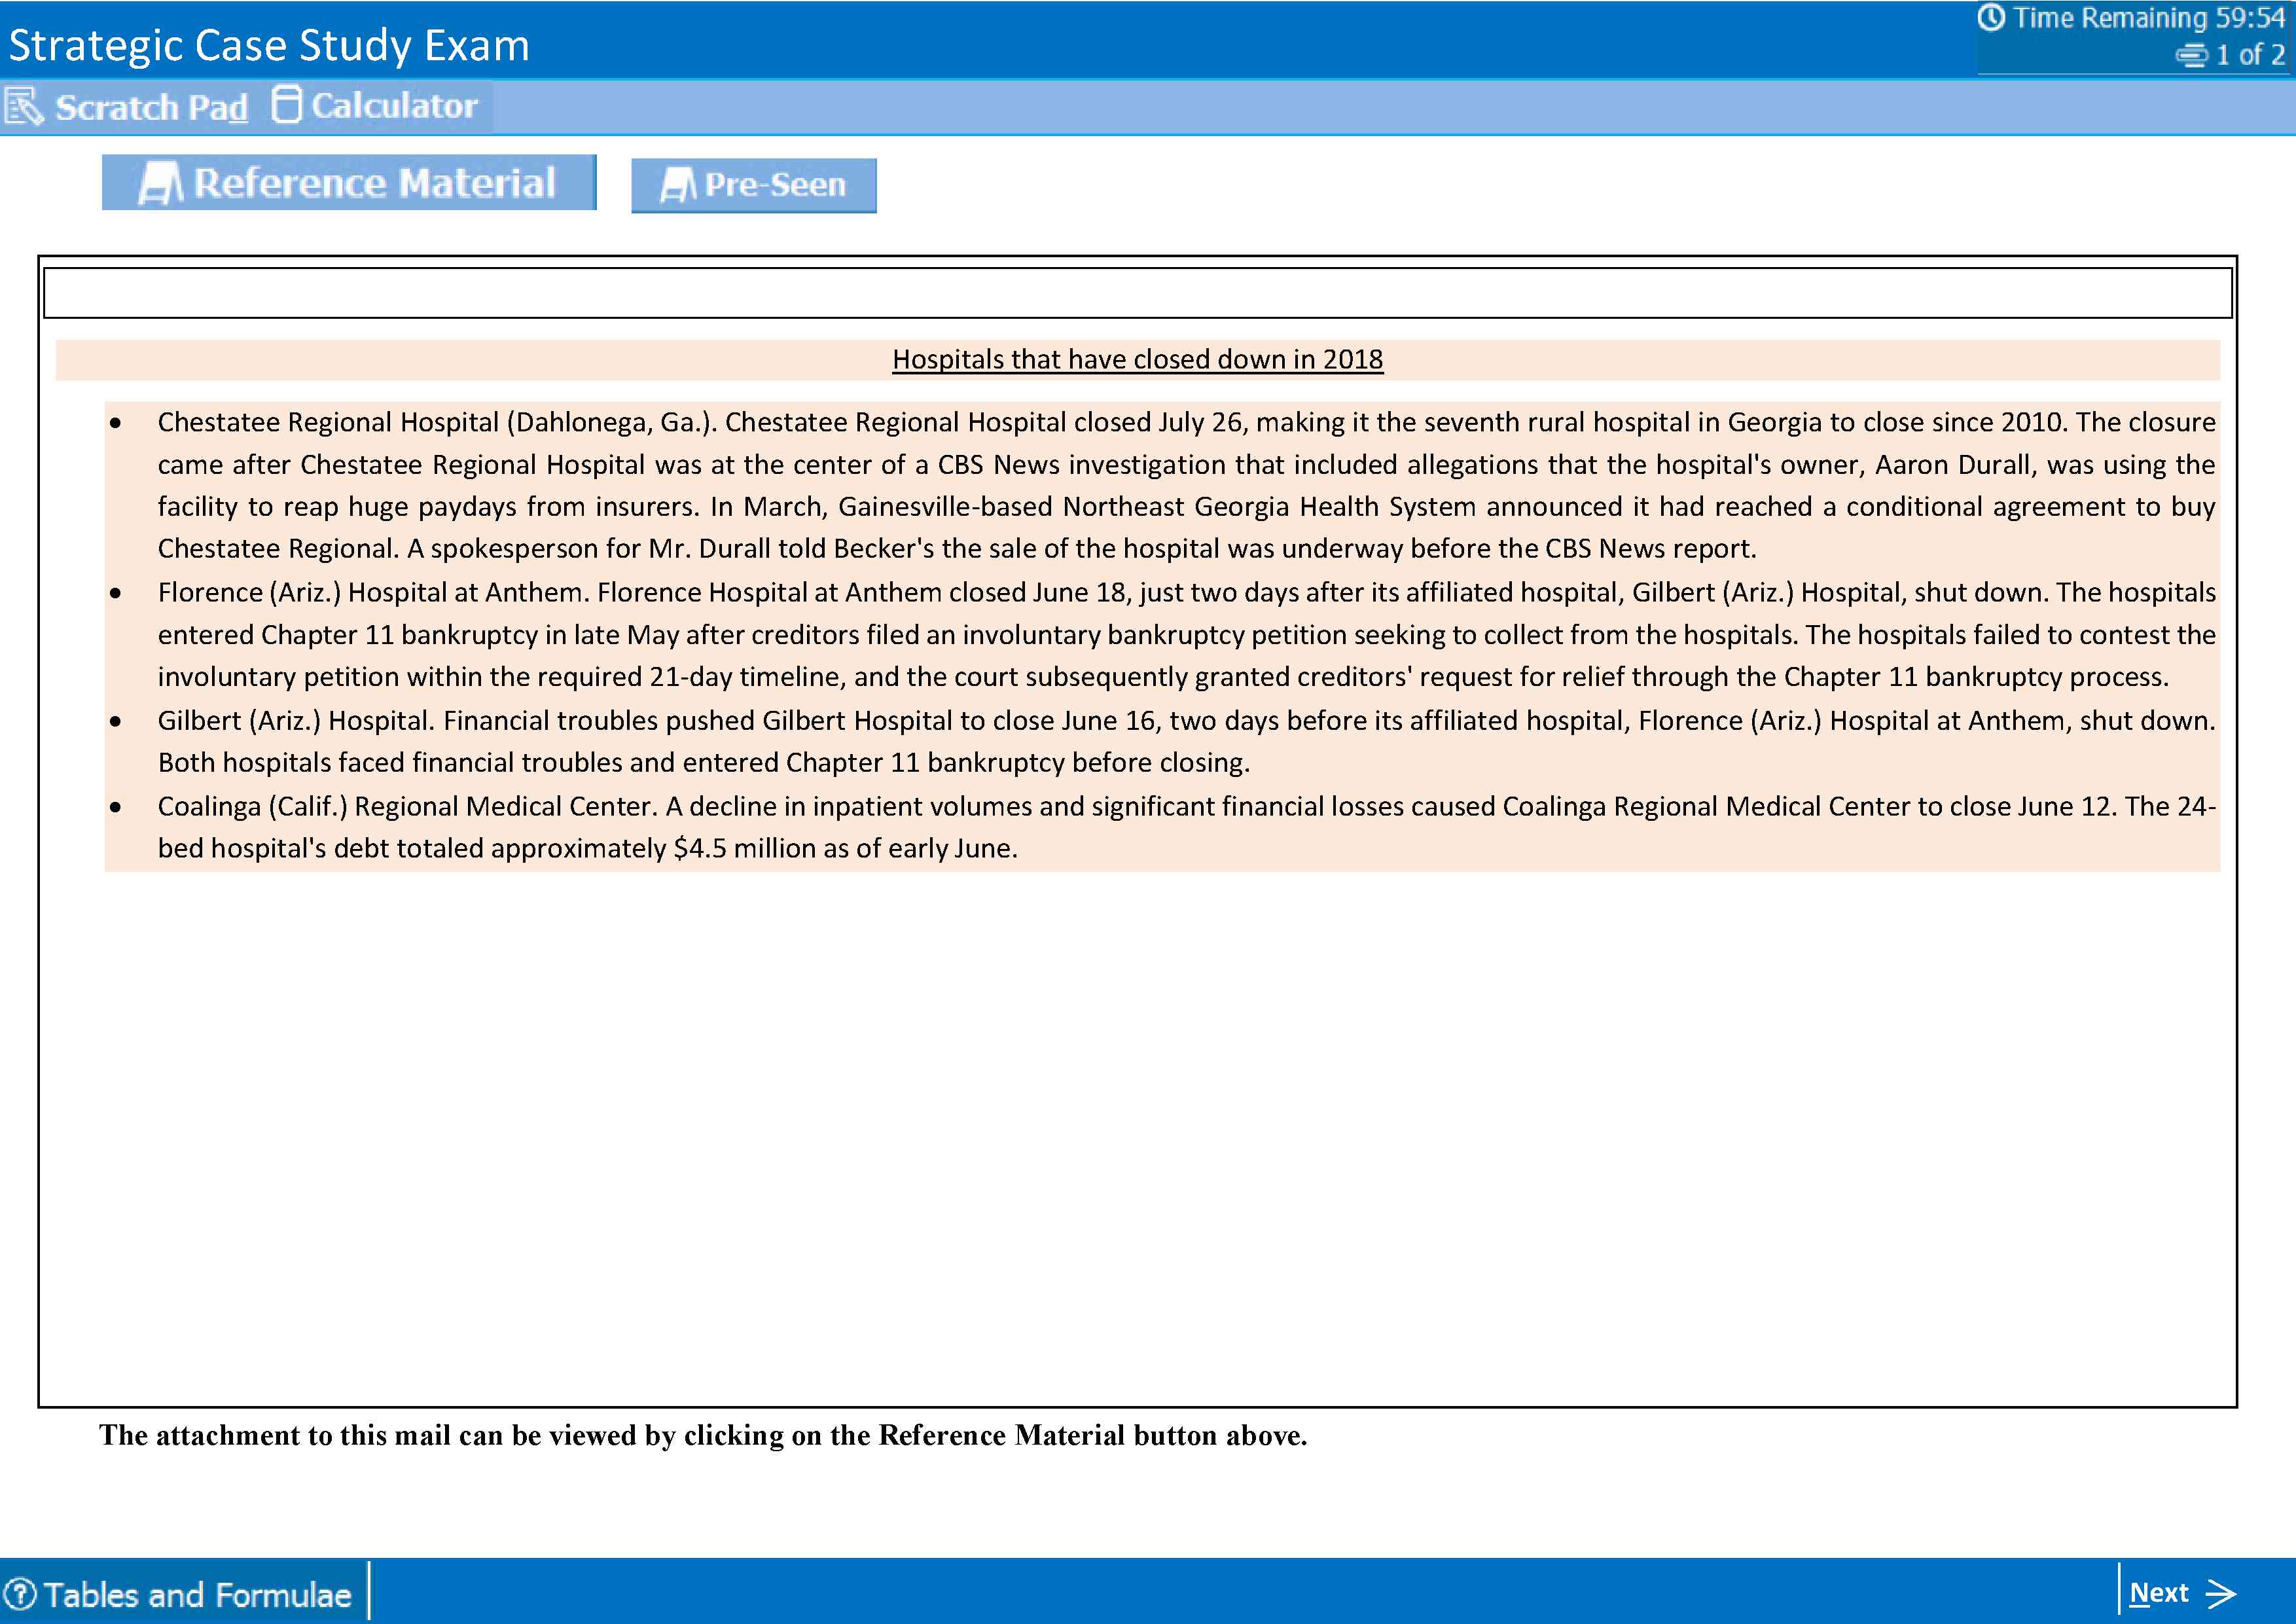 Strategic Case Study Exam
Time Remaining 59:54
1 of 2
Scratch Pad
Calculator
Reference Material
Pre-Seen
Hospitals that have closed down in 2018
• Chestatee Regional Hospital (Dahlonega, Ga.). Chestatee Regional Hospital closed July 26, making it the seventh rural hospital in Georgia to close since 2010. The closure
came after Chestatee Regional Hospital was at the center of a CBS News investigation that included allegations that the hospital's owner, Aaron Durall, was using the
facility to reap huge paydays from insurers. In March, Gainesville-based Northeast Georgia Health System announced it had reached a conditional agreement to buy
Chestatee Regional. A spokesperson for Mr. Durall told Becker's the sale of the hospital was underway before the CBS News report.
• Florence (Ariz.) Hospital at Anthem. Florence Hospital at Anthem closed June 18, just two days after its affiliated hospital, Gilbert (Ariz.) Hospital, shut down. The hospitals
entered Chapter 11 bankruptcy in late May after creditors filed an involuntary bankruptcy petition seeking to collect from the hospitals. The hospitals failed to contest the
involuntary petition within the required 21-day timeline, and the court subsequently granted creditors' request for relief through the Chapter 11 bankruptcy process.
• Gilbert (Ariz.) Hospital. Financial troubles pushed Gilbert Hospital to close June 16, two days before its affiliated hospital, Florence (Ariz.) Hospital at Anthem, shut down.
Both hospitals faced financial troubles and entered Chapter 11 bankruptcy before closing.
• Coalinga (Calif.) Regional Medical Center. A decline in inpatient volumes and significant financial losses caused Coalinga Regional Medical Center to close June 12. The 24-
bed hospital's debt totaled approximately $4.5 million as of early June.
The attachment to this mail can be viewed by clicking on the Reference Material button above.
Tables and Formulae
Next